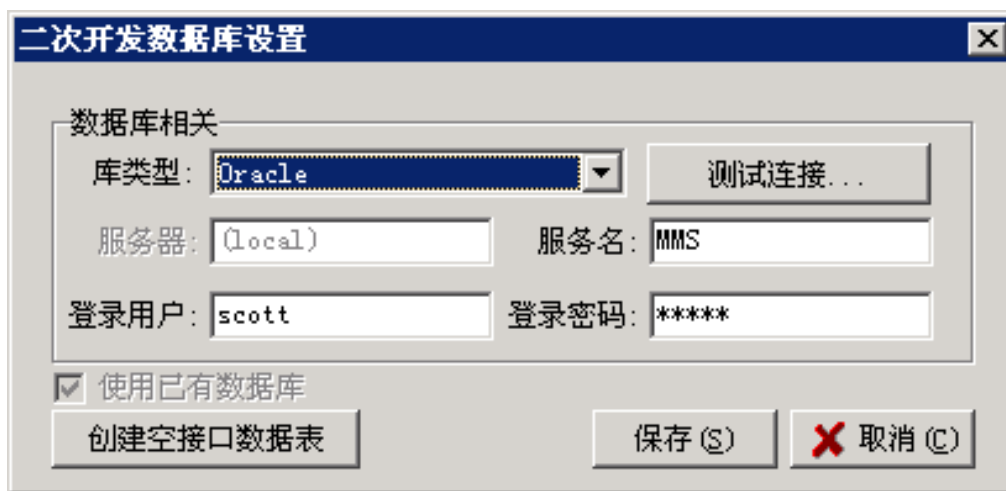 二次开发数据库设置
数据库相关
库类型: Oracle 测试连接...
服务器: (local) 服务名: MMS
登录用户: scott 登录密码: *****
使用已有数据库
创建空接口数据表 保存(S) 取消(C)